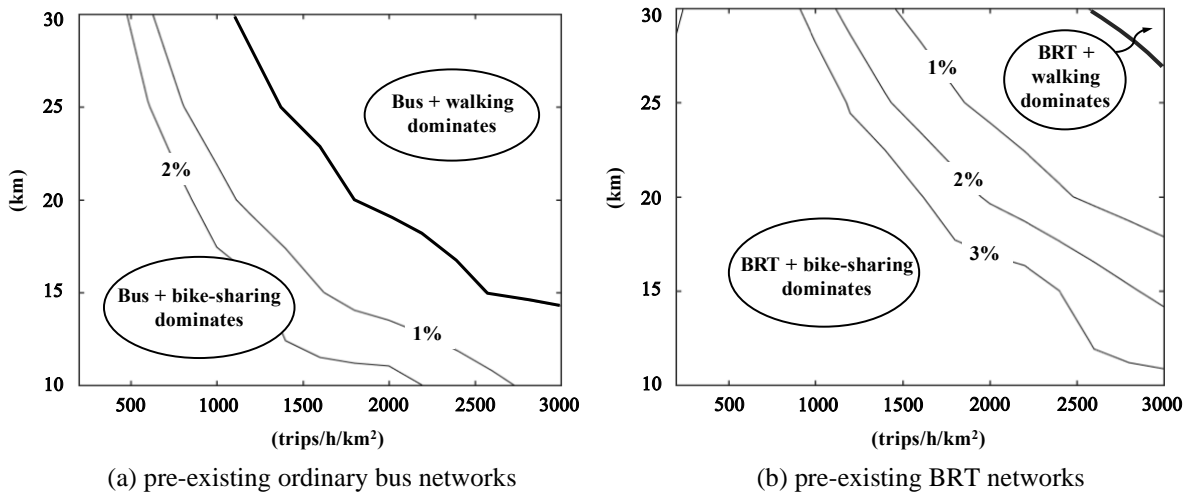 30
25
20
15
10
(km)
500
1000
1500
2000
2500
3000
(trips/h/km²)
Bus + walking
dominates
2%
Bus + bike-sharing
dominates
1%
(a) pre-existing ordinary bus networks
30
25
20
15
10
(km)
500
1000
1500
2000
2500
3000
(trips/h/km²)
1%
BRT +
walking
dominates
2%
3%
BRT + bike-sharing
dominates
(b) pre-existing BRT networks